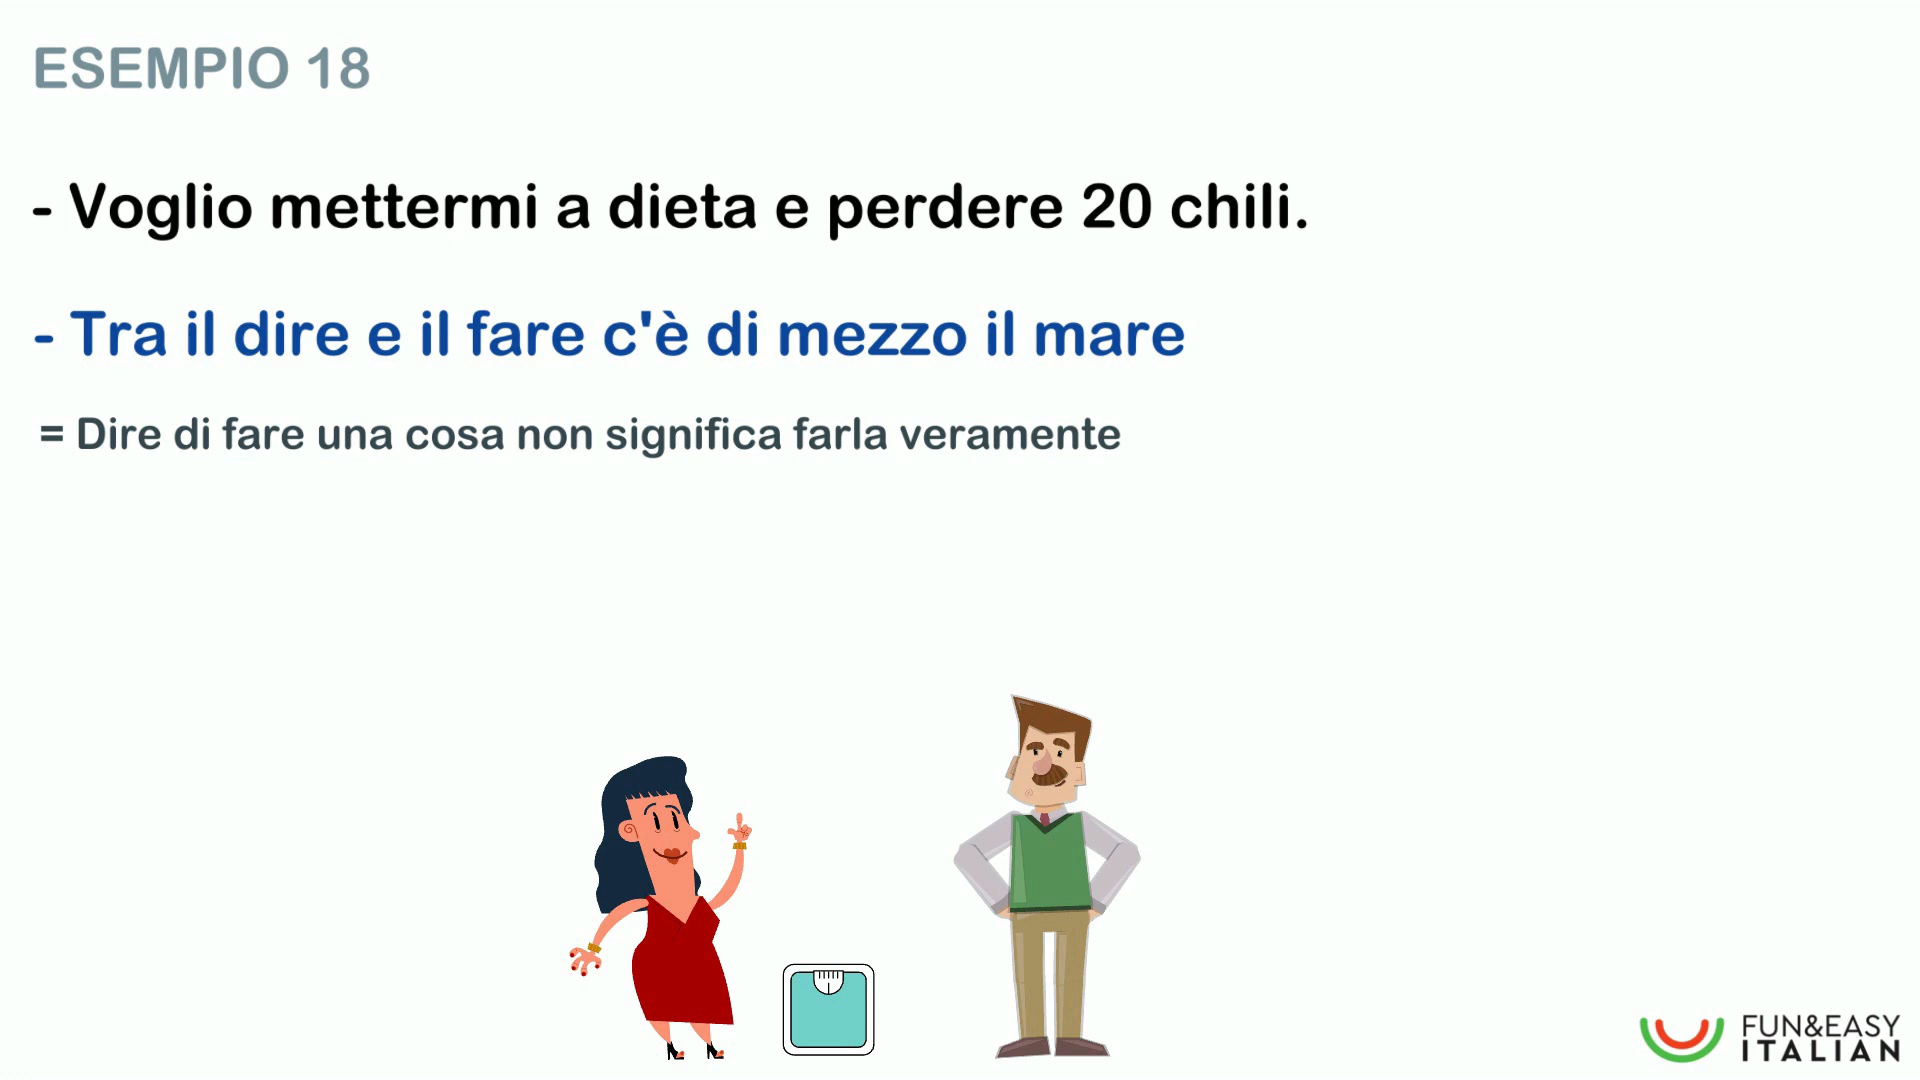 ESEMPIO 18
- Voglio mettermi a dieta e perdere 20 chili.
- Tra il dire e il fare c'è di mezzo il mare
= Dire di fare una cosa non significa farla veramente
FUN&EASY
ITALIAN